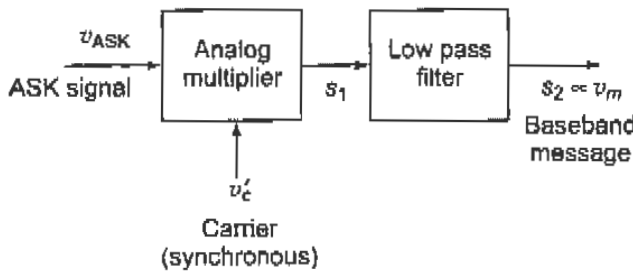 v_ASK
ASK signal
Analog
multiplier
s₁
Low pass
filter
s₂ ∝ v_m
Baseband
message
v′_c
Carrier
(synchronous)